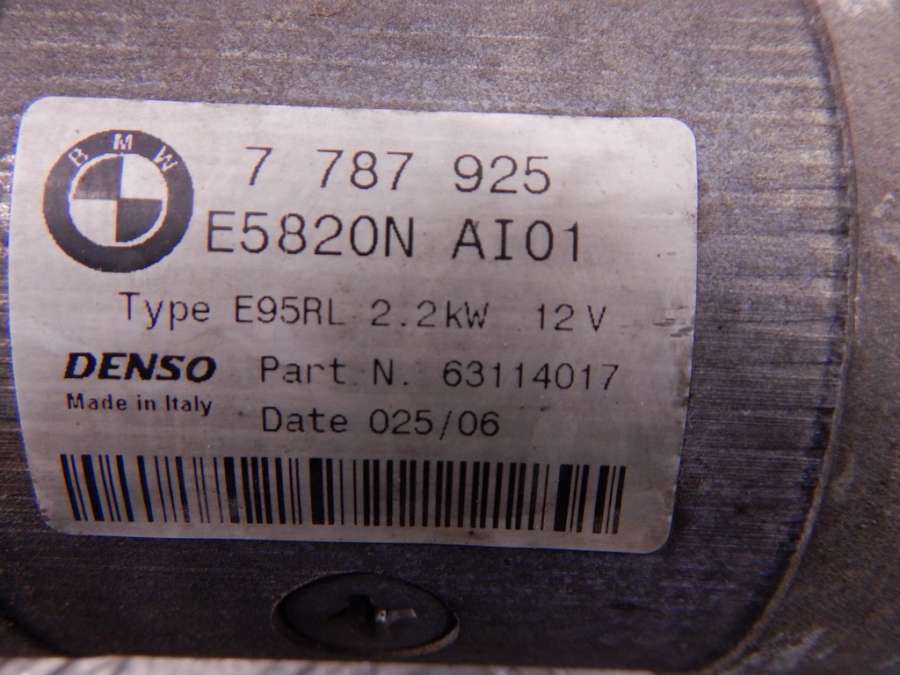 BMW
7 787 925
E5820N AI01
Type E95RL 2.2kW 12V
DENSO Part N. 63114017
Made in Italy
Date 025/06